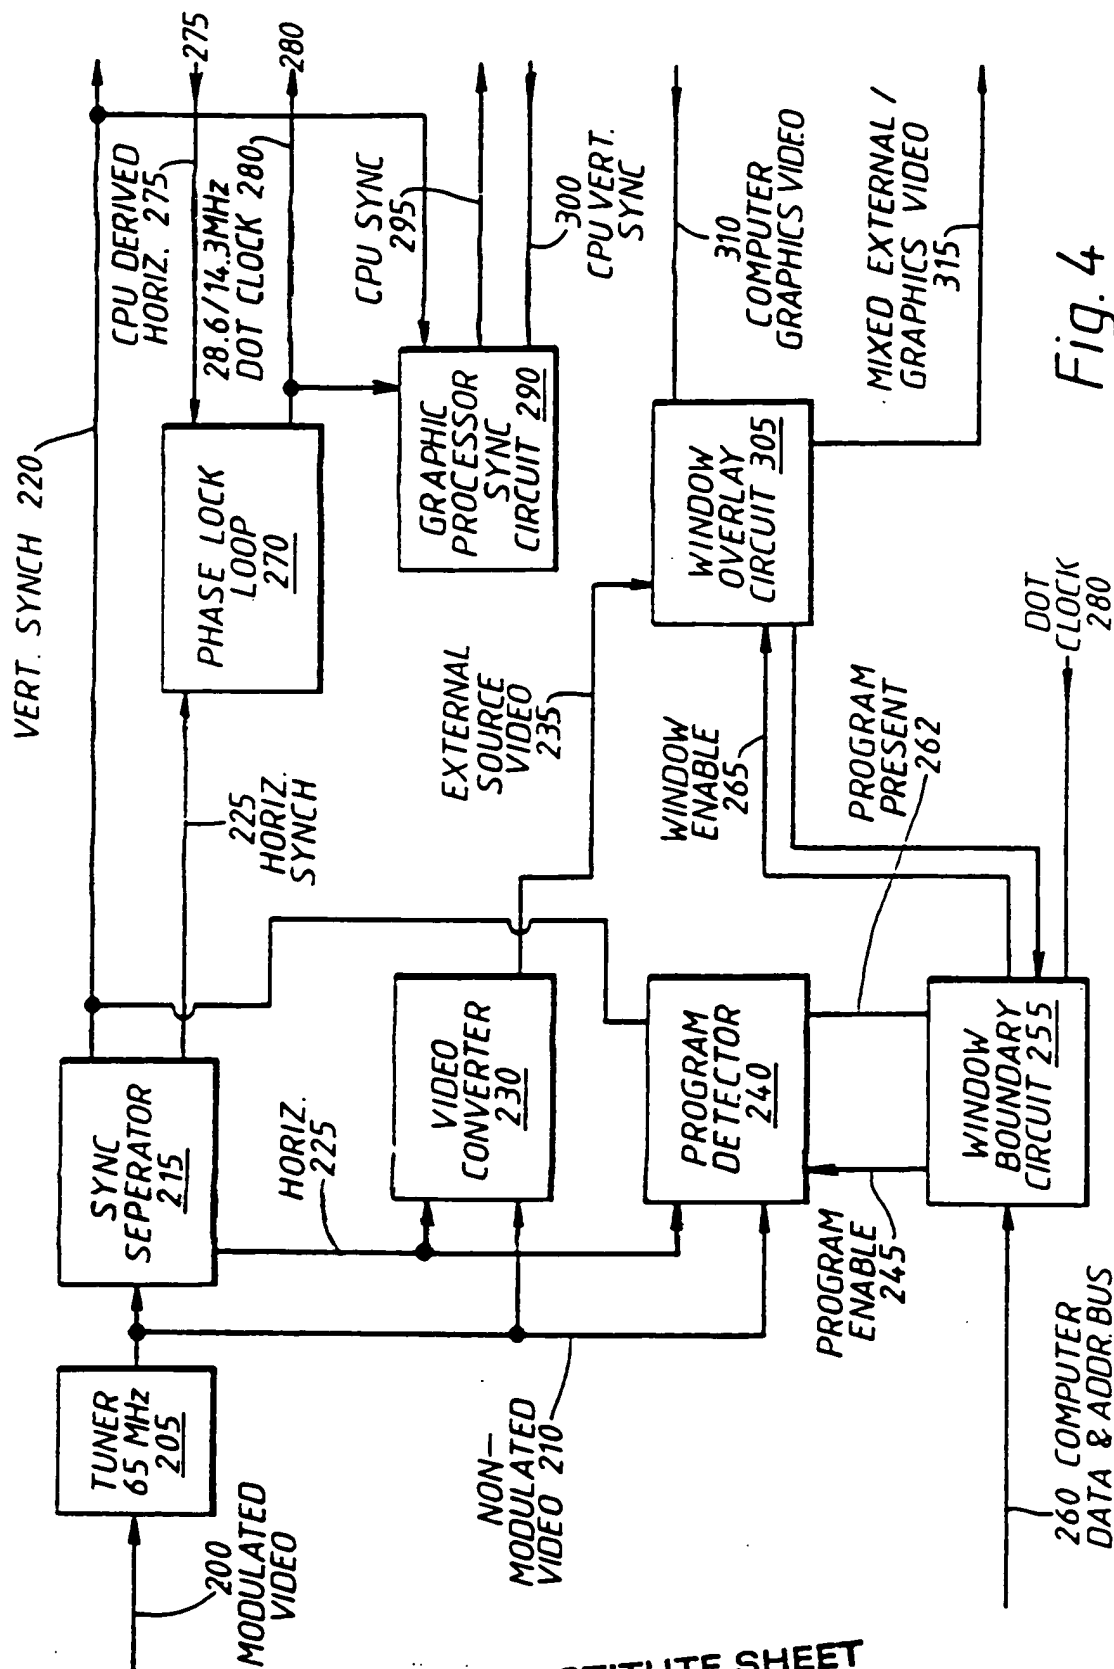 200
MODULATED
VIDEO
TUNER
65 MHz
205
NON-
MODULATED
VIDEO 210
SYNC
SEPERATOR
215
VERT. SYNCH 220
225
HORIZ.
SYNCH
HORIZ.
225
PHASE LOCK
LOOP
270
CPU DERIVED
HORIZ. 275
275
28.6/14.3MHz
DOT CLOCK 280
280
VIDEO
CONVERTER
230
EXTERNAL
SOURCE
VIDEO
235
GRAPHIC
PROCESSOR
SYNC
CIRCUIT 290
CPU SYNC
295
300
CPU VERT.
SYNC
PROGRAM
DETECTOR
240
PROGRAM
ENABLE
245
WINDOW
ENABLE
265
PROGRAM
PRESENT
262
WINDOW
OVERLAY
CIRCUIT 305
310
COMPUTER
GRAPHICS VIDEO
MIXED EXTERNAL /
GRAPHICS VIDEO
315
260 COMPUTER
DATA & ADDR. BUS
WINDOW
BOUNDARY
CIRCUIT 255
DOT
CLOCK
280
Fig. 4
SHEET